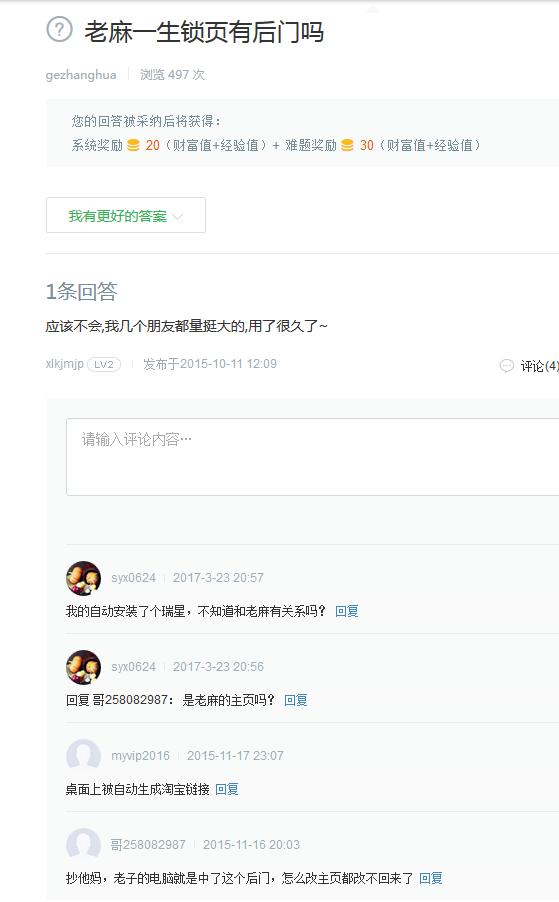 老麻一生锁页有后门吗
gezhanghua 浏览 497 次
您的回答被采纳后将获得：
系统奖励 20（财富值+经验值）+ 难题奖励 30（财富值+经验值）
我有更好的答案
1条回答
应该不会,我几个朋友都量挺大的,用了很久了~
xlkjmjp LV2 发布于2015-10-11 12:09 评论(4)
请输入评论内容…
syx0624 2017-3-23 20:57
我的自动安装了个瑞星，不知道和老麻有关系吗？ 回复
syx0624 2017-3-23 20:56
回复 哥258082987： 是老麻的主页吗？ 回复
myvip2016 2015-11-17 23:07
桌面上被自动生成淘宝链接 回复
哥258082987 2015-11-16 20:03
抄他妈，老子的电脑就是中了这个后门，怎么改主页都改不回来了 回复